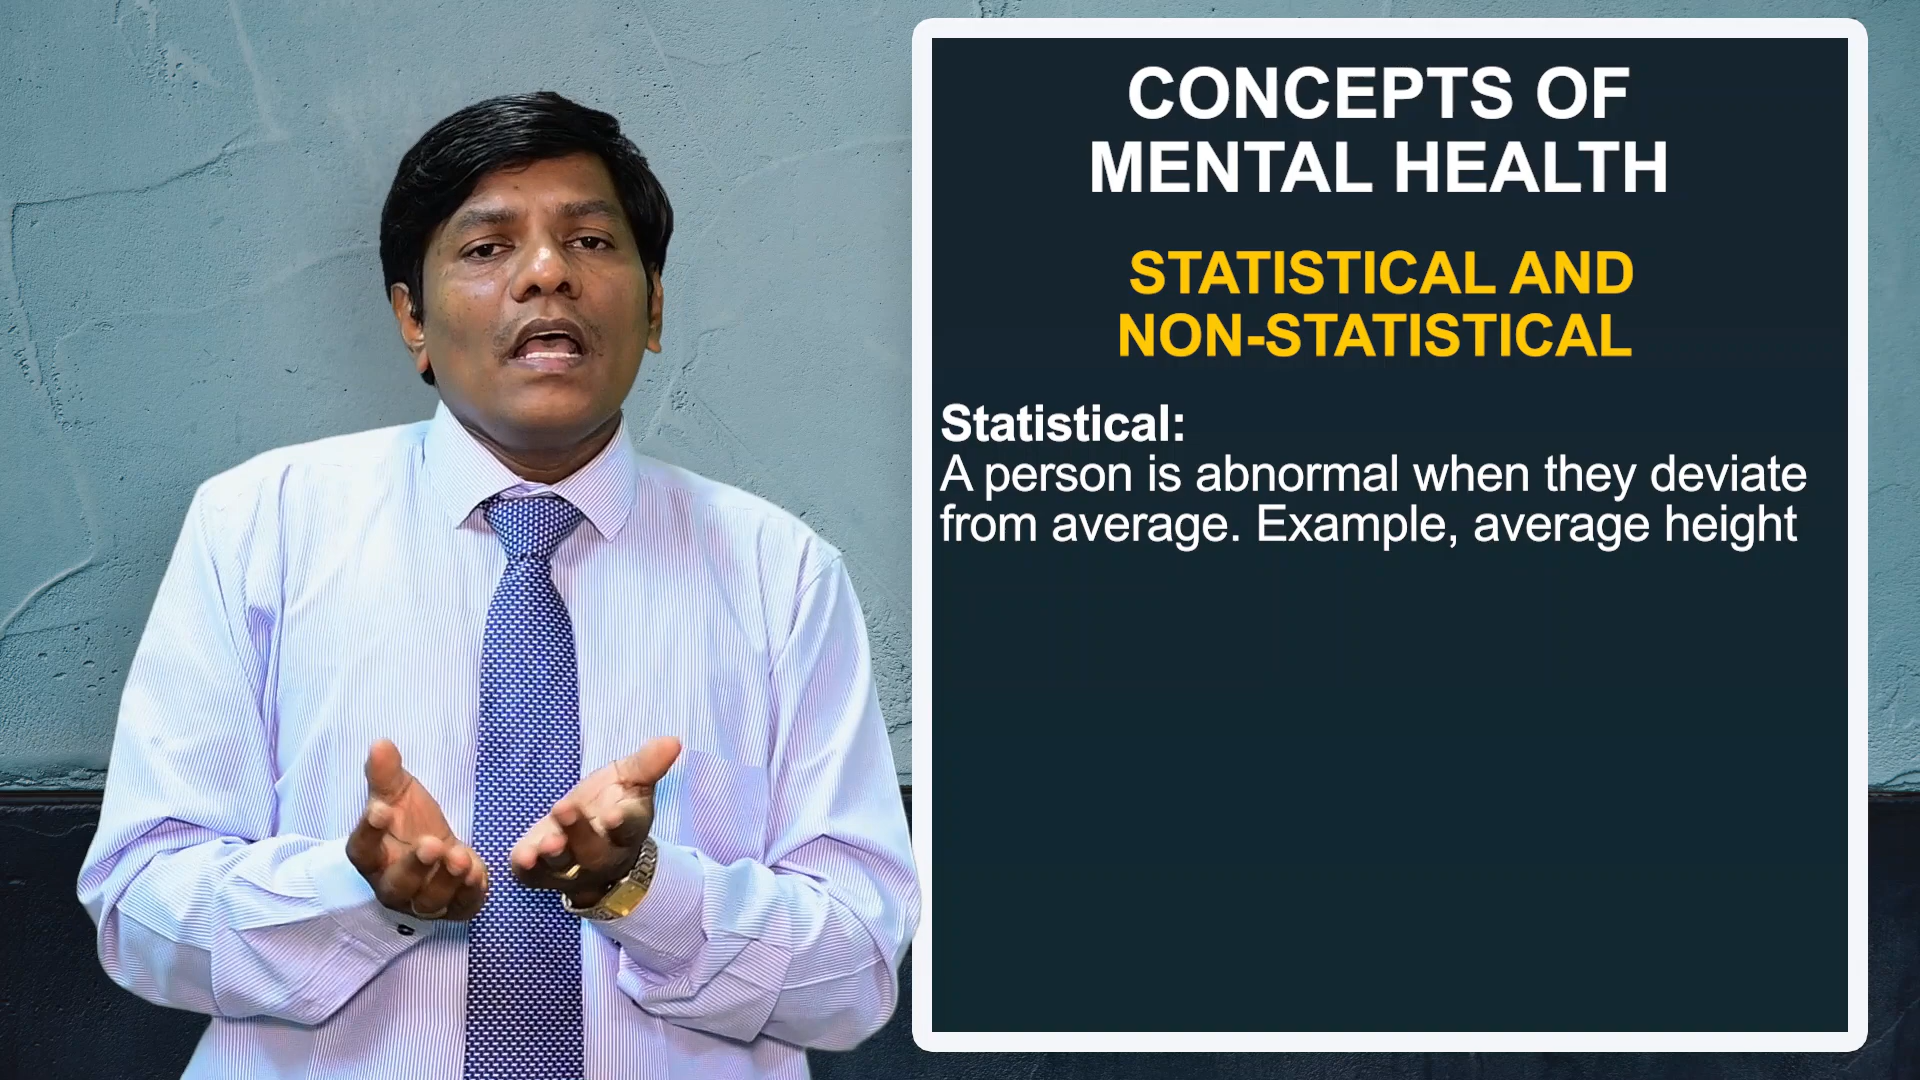 CONCEPTS OF
MENTAL HEALTH
STATISTICAL AND
NON-STATISTICAL
Statistical:
A person is abnormal when they deviate
from average. Example, average height